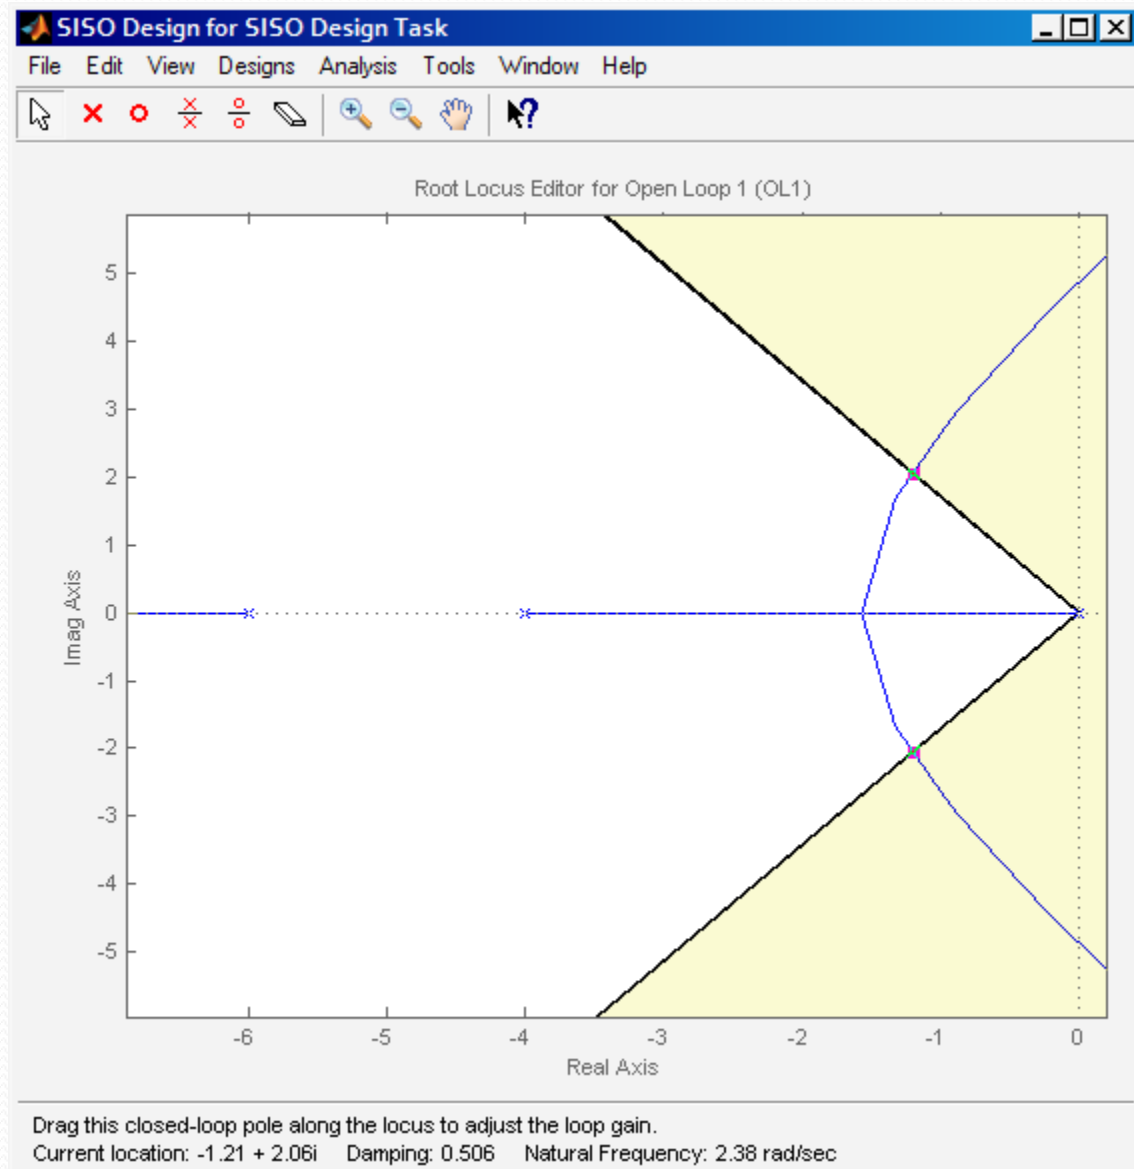 SISO Design for SISO Design Task
File Edit View Designs Analysis Tools Window Help
Root Locus Editor for Open Loop 1 (OL1)
5
4
3
2
1
0
-1
-2
-3
-4
-5
Imag Axis
-6 -5 -4 -3 -2 -1 0
Real Axis
Drag this closed-loop pole along the locus to adjust the loop gain.
Current location: -1.21 + 2.06i Damping: 0.506 Natural Frequency: 2.38 rad/sec